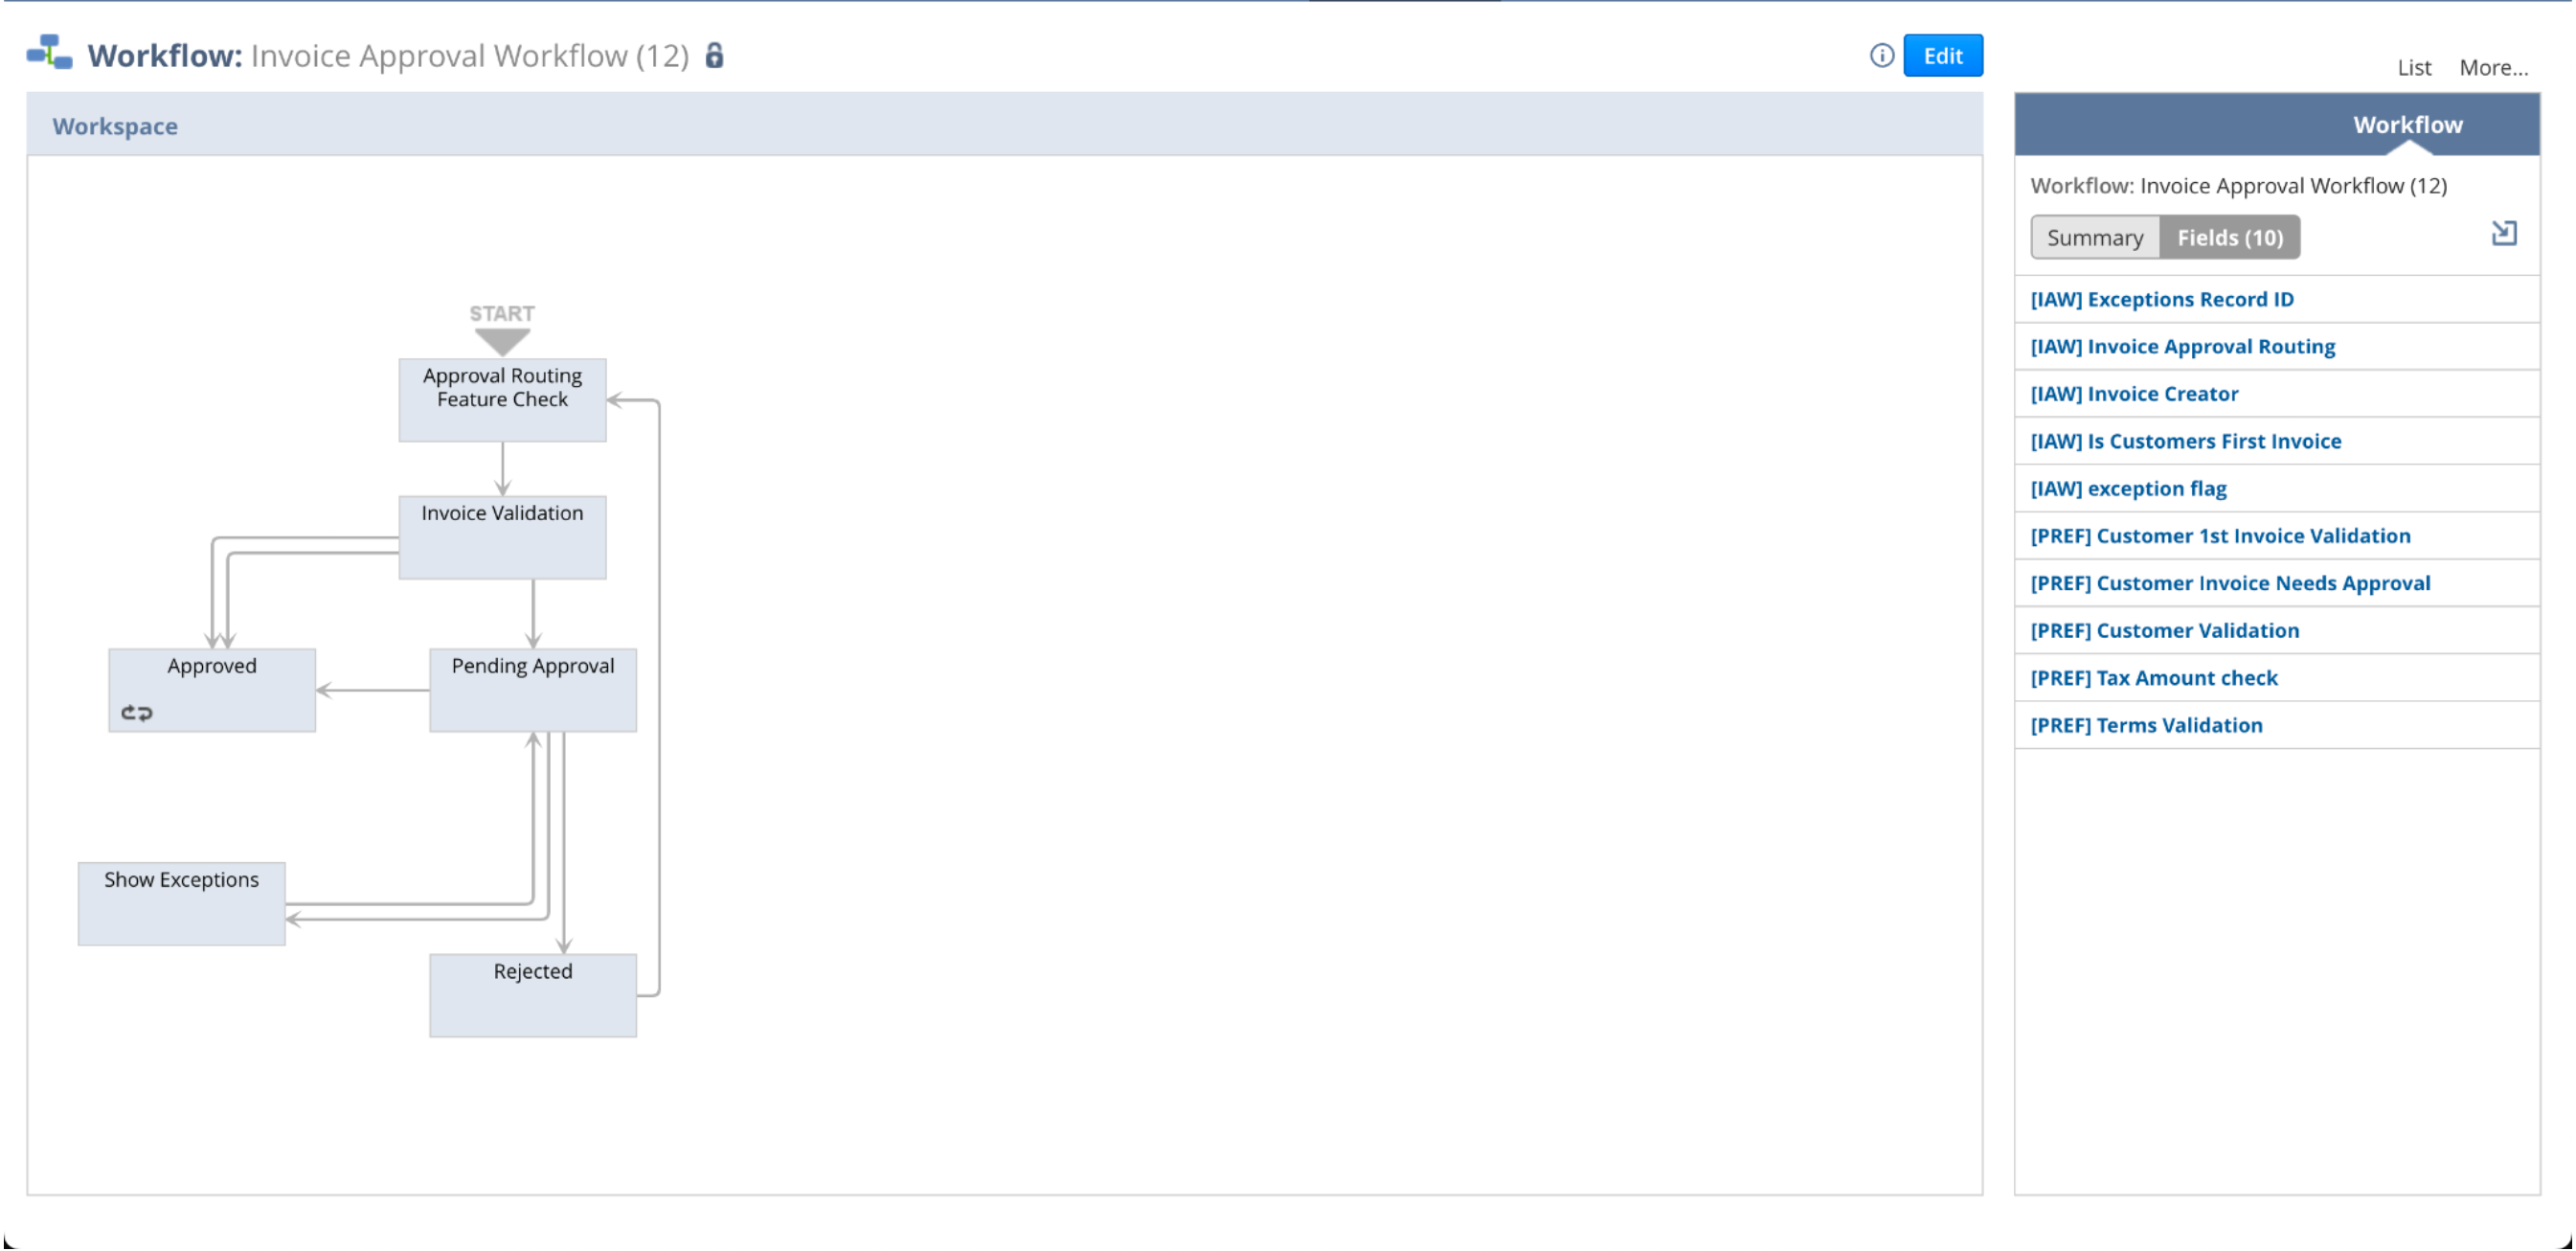 Workflow: Invoice Approval Workflow (12)
Edit
List More...
Workspace
START
Approval Routing
Feature Check
Invoice Validation
Approved
Pending Approval
Show Exceptions
Rejected
Workflow
Workflow: Invoice Approval Workflow (12)
Summary Fields (10)
[IAW] Exceptions Record ID
[IAW] Invoice Approval Routing
[IAW] Invoice Creator
[IAW] Is Customers First Invoice
[IAW] exception flag
[PREF] Customer 1st Invoice Validation
[PREF] Customer Invoice Needs Approval
[PREF] Customer Validation
[PREF] Tax Amount check
[PREF] Terms Validation